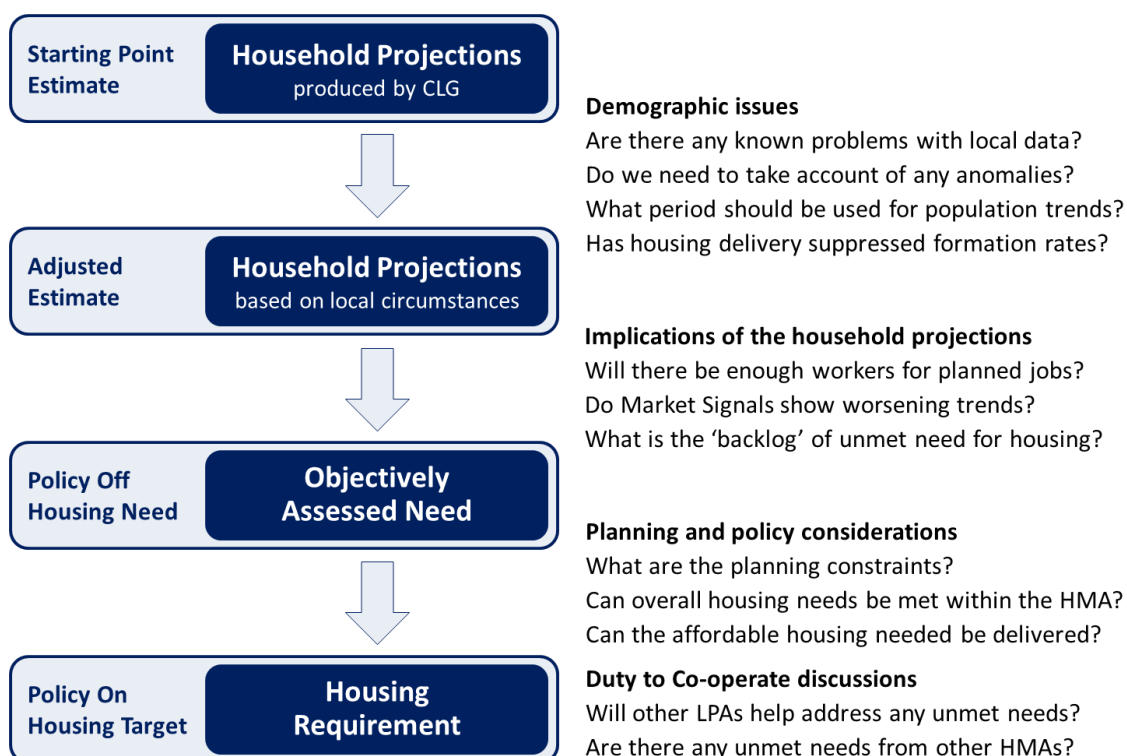 Starting Point
Estimate
Household Projections
produced by CLG
Demographic issues
Are there any known problems with local data?
Do we need to take account of any anomalies?
What period should be used for population trends?
Has housing delivery suppressed formation rates?
Adjusted
Estimate
Household Projections
based on local circumstances
Implications of the household projections
Will there be enough workers for planned jobs?
Do Market Signals show worsening trends?
What is the ‘backlog’ of unmet need for housing?
Policy Off
Housing Need
Objectively
Assessed Need
Planning and policy considerations
What are the planning constraints?
Can overall housing needs be met within the HMA?
Can the affordable housing needed be delivered?
Policy On
Housing Target
Housing
Requirement
Duty to Co-operate discussions
Will other LPAs help address any unmet needs?
Are there any unmet needs from other HMAs?